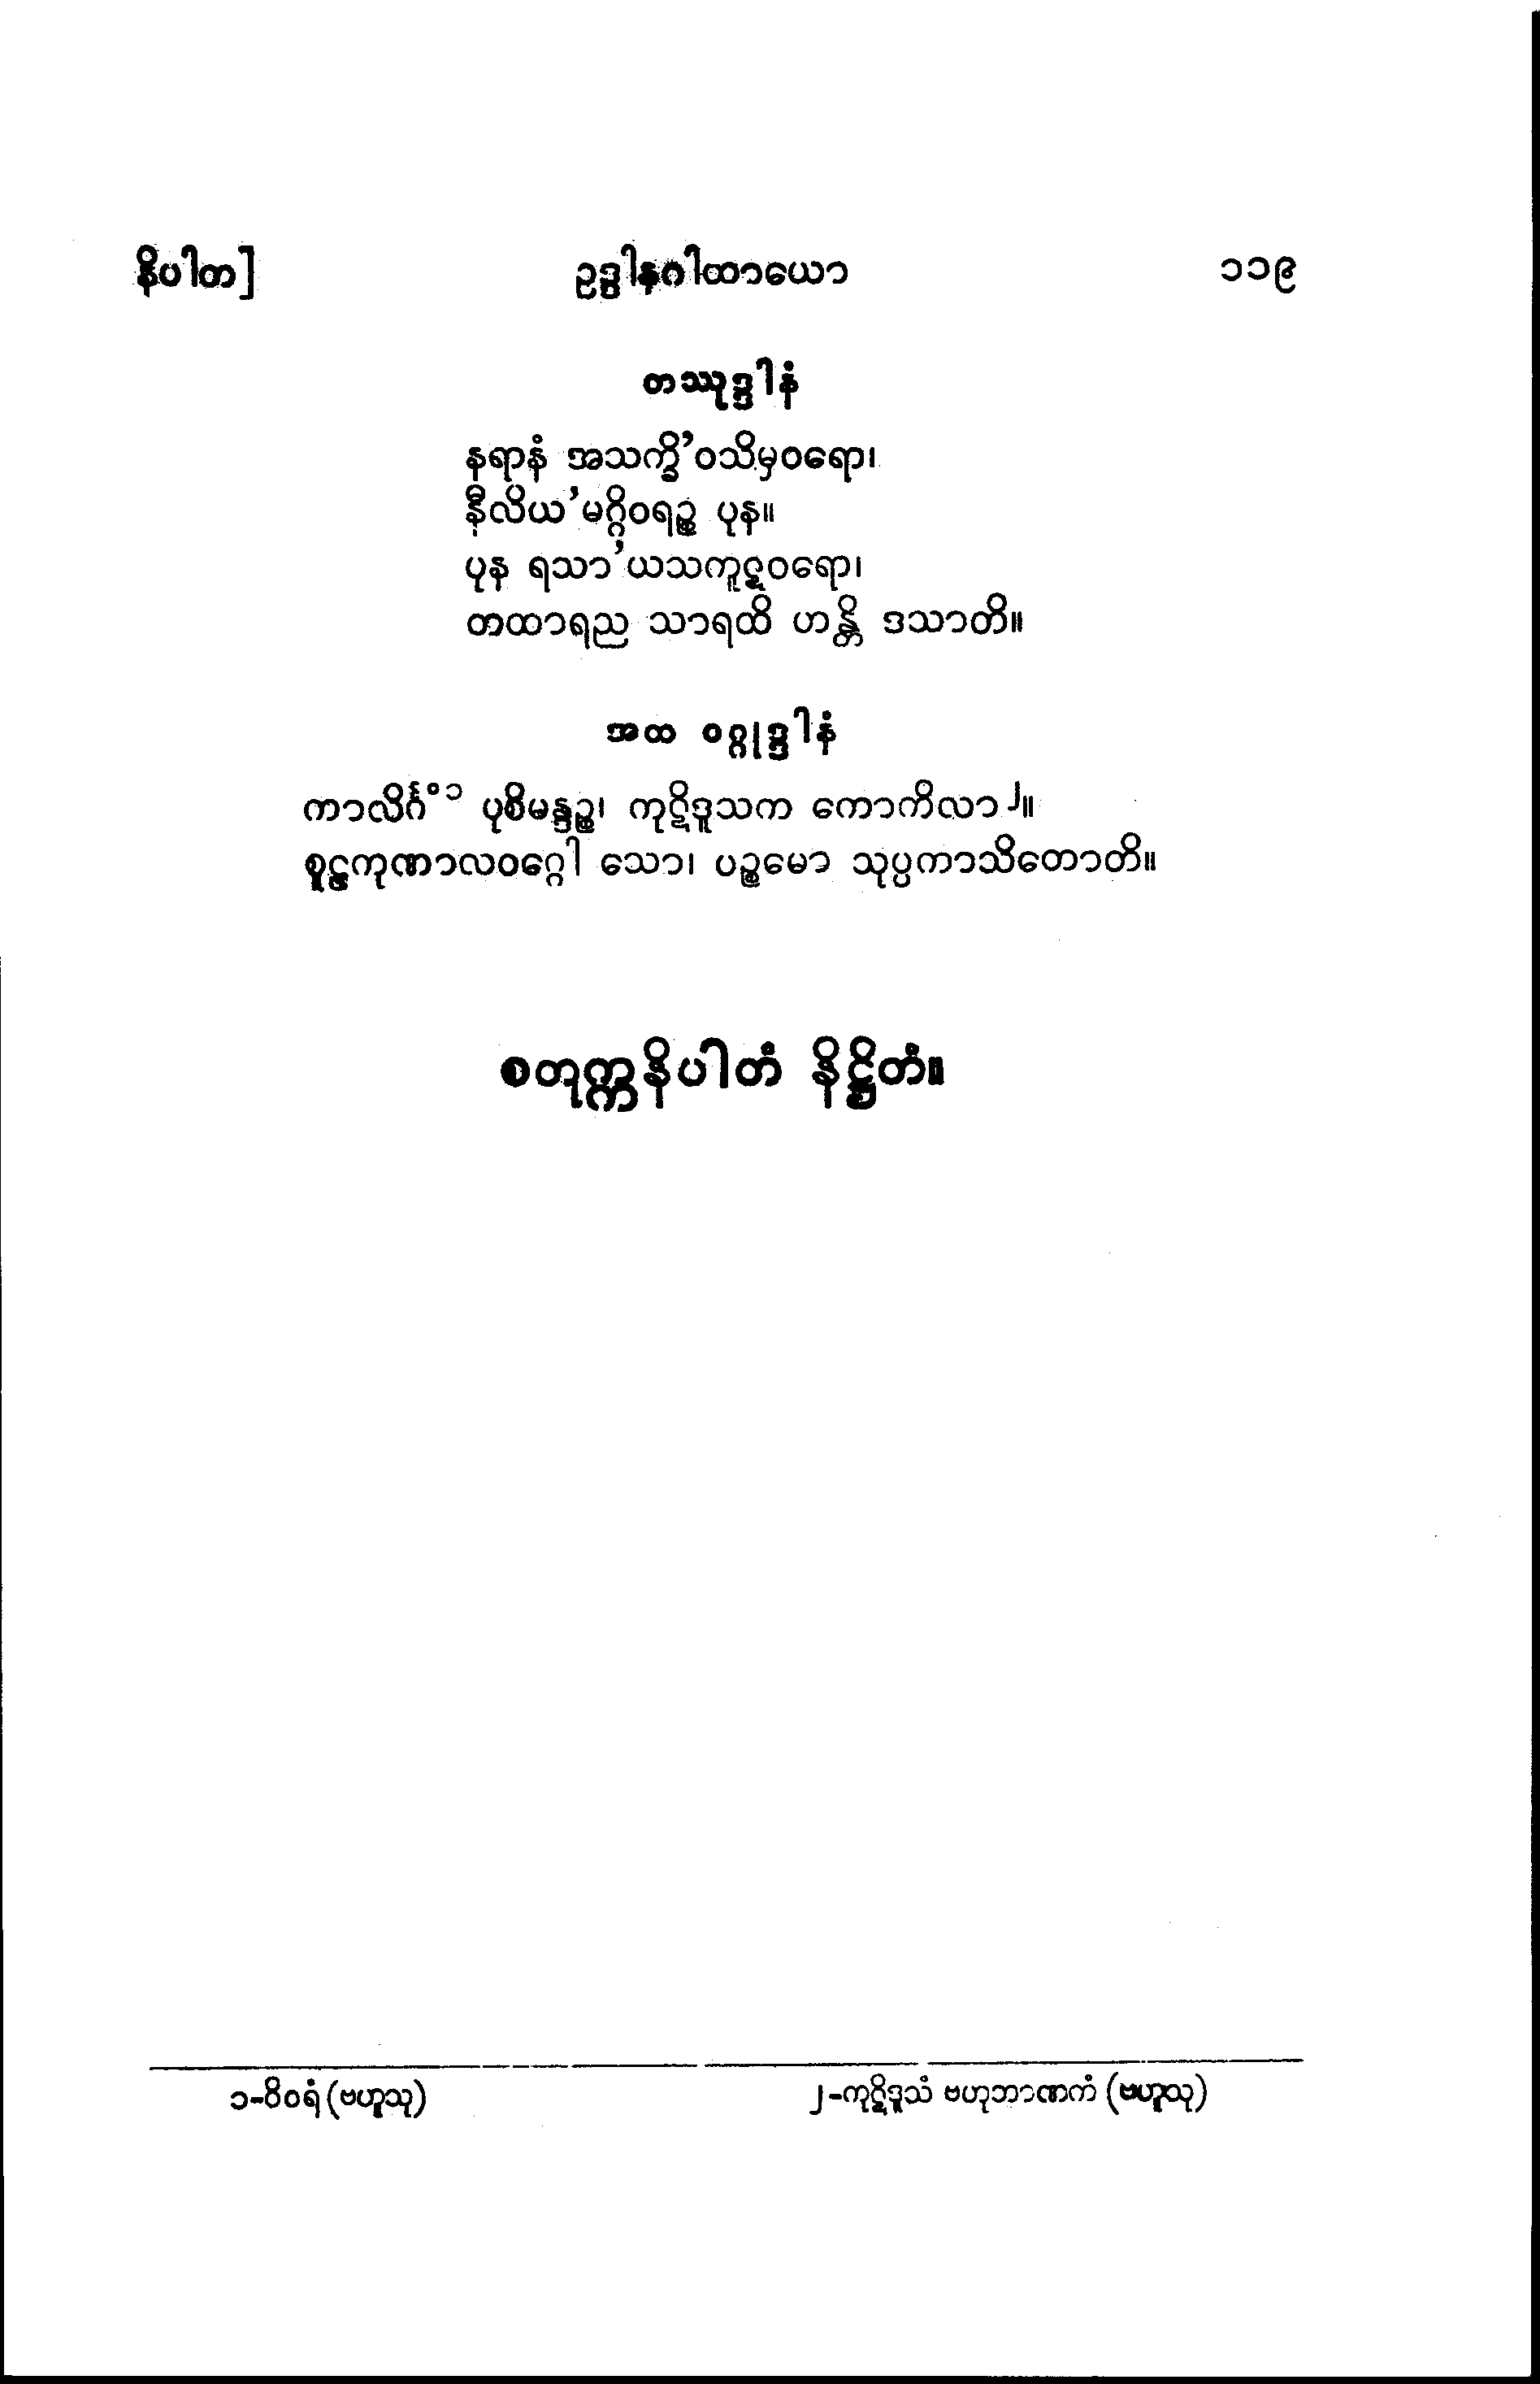 နိပါတ]
ဥဒ္ဒါနဂါထာယော
၁၁၉
တဿုဒ္ဒါနံ
နရာနံ အသက္ခိ’ဝသိမှဝရော၊
နီလိယ’မဂ္ဂိဝရဉ္စ ပုန။
ပုန ရသာ’ယသကူဋ္ဋဝရော၊
တထာရည သာရထိ ဟန္တိ ဒသာတိ။
အထ ဝဂ္ဂုဒ္ဒါနံ
ကာလိင်္ဂံ၁ ပုစိမန္ဒဉ္စ၊ ကုဋိဒူသက ကောကိလာ၂။
စူဠကုဏာလဝဂ္ဂေါ သော၊ ပဉ္စမော သုပ္ပကာသိတောတိ။
စတုက္ကနိပါတံ နိဋ္ဌိတံ။
၁-ဝိဝရံ (ဗဟူသု)
၂-ကုဋ္ဋိဒူသံ ဗဟုဘာဏကံ (ဗဟူသု)